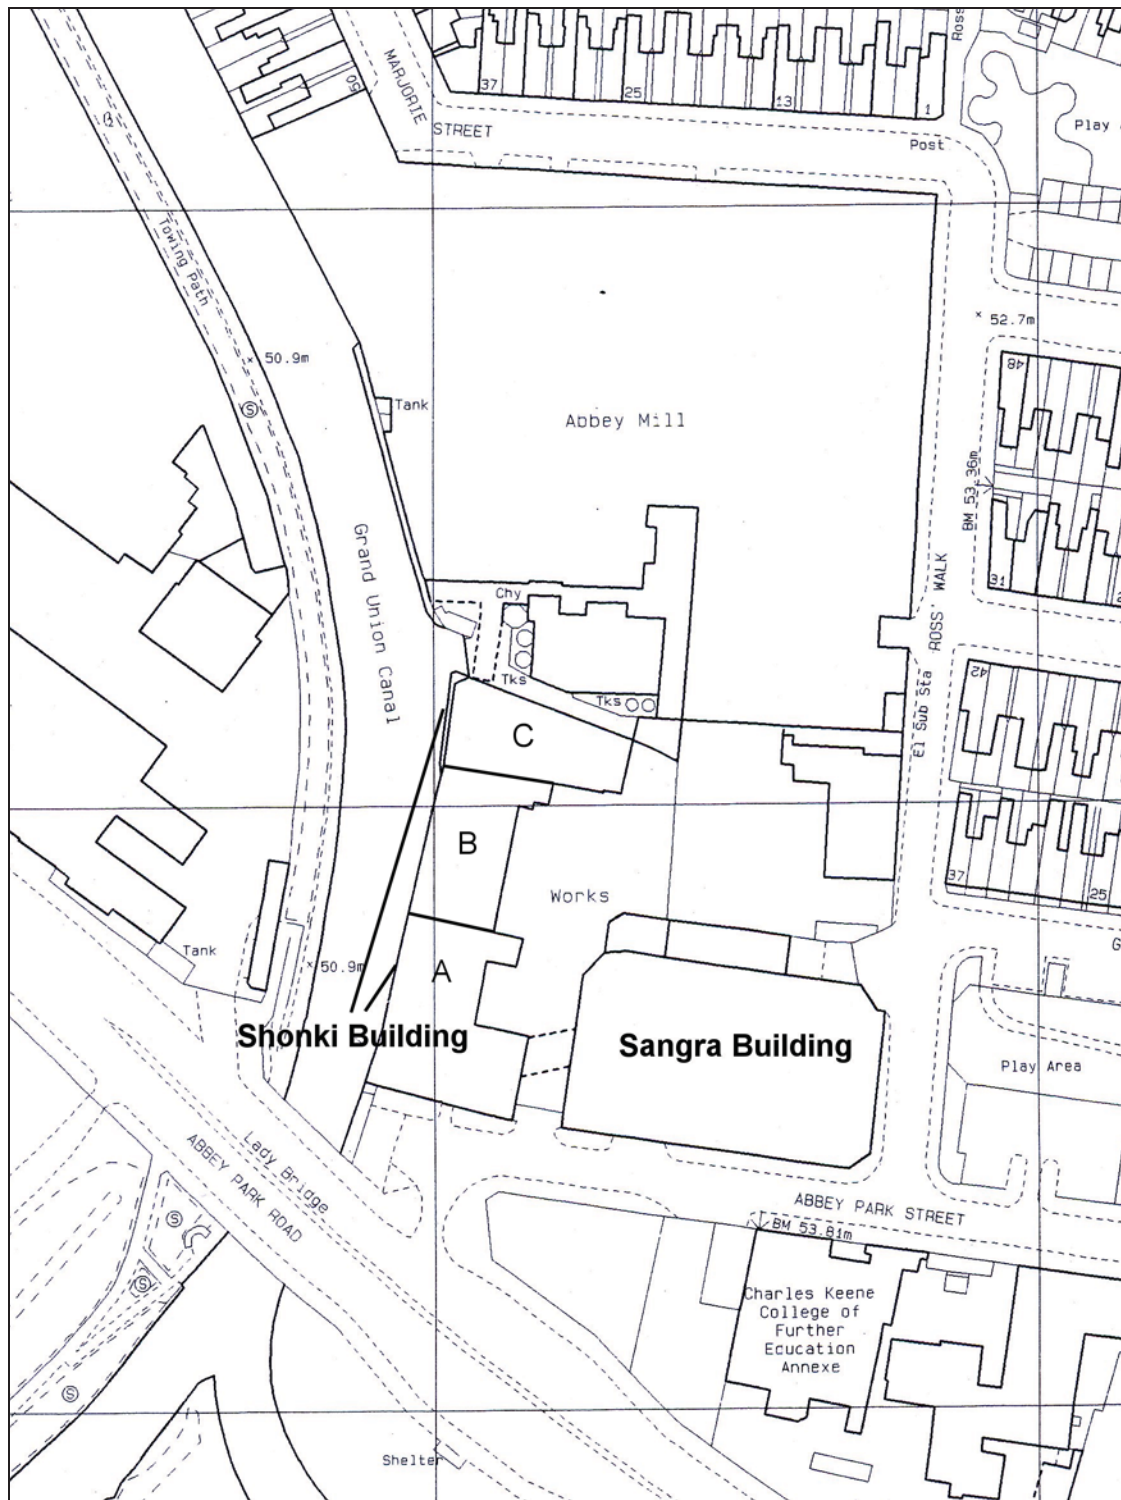 Ross
37
25
13
1
50
MARJORIE
STREET
Post
Play
Towing Path
52.7m
50.9m
48
Tank
Abbey Mill
BM 53.36m
31
Grand Union Canal
Chy
ROSS' WALK
Tks
Tks
42
El Sub Sta
C
B
Works
37
25
G
A
Tank
50.9m
Shonki Building
Sangra Building
Play Area
Lady Bridge
ABBEY PARK ROAD
ABBEY PARK STREET
BM 53.81m
Charles Keene
College of
Further
Education
Annexe
S
S
S
S
Shelter